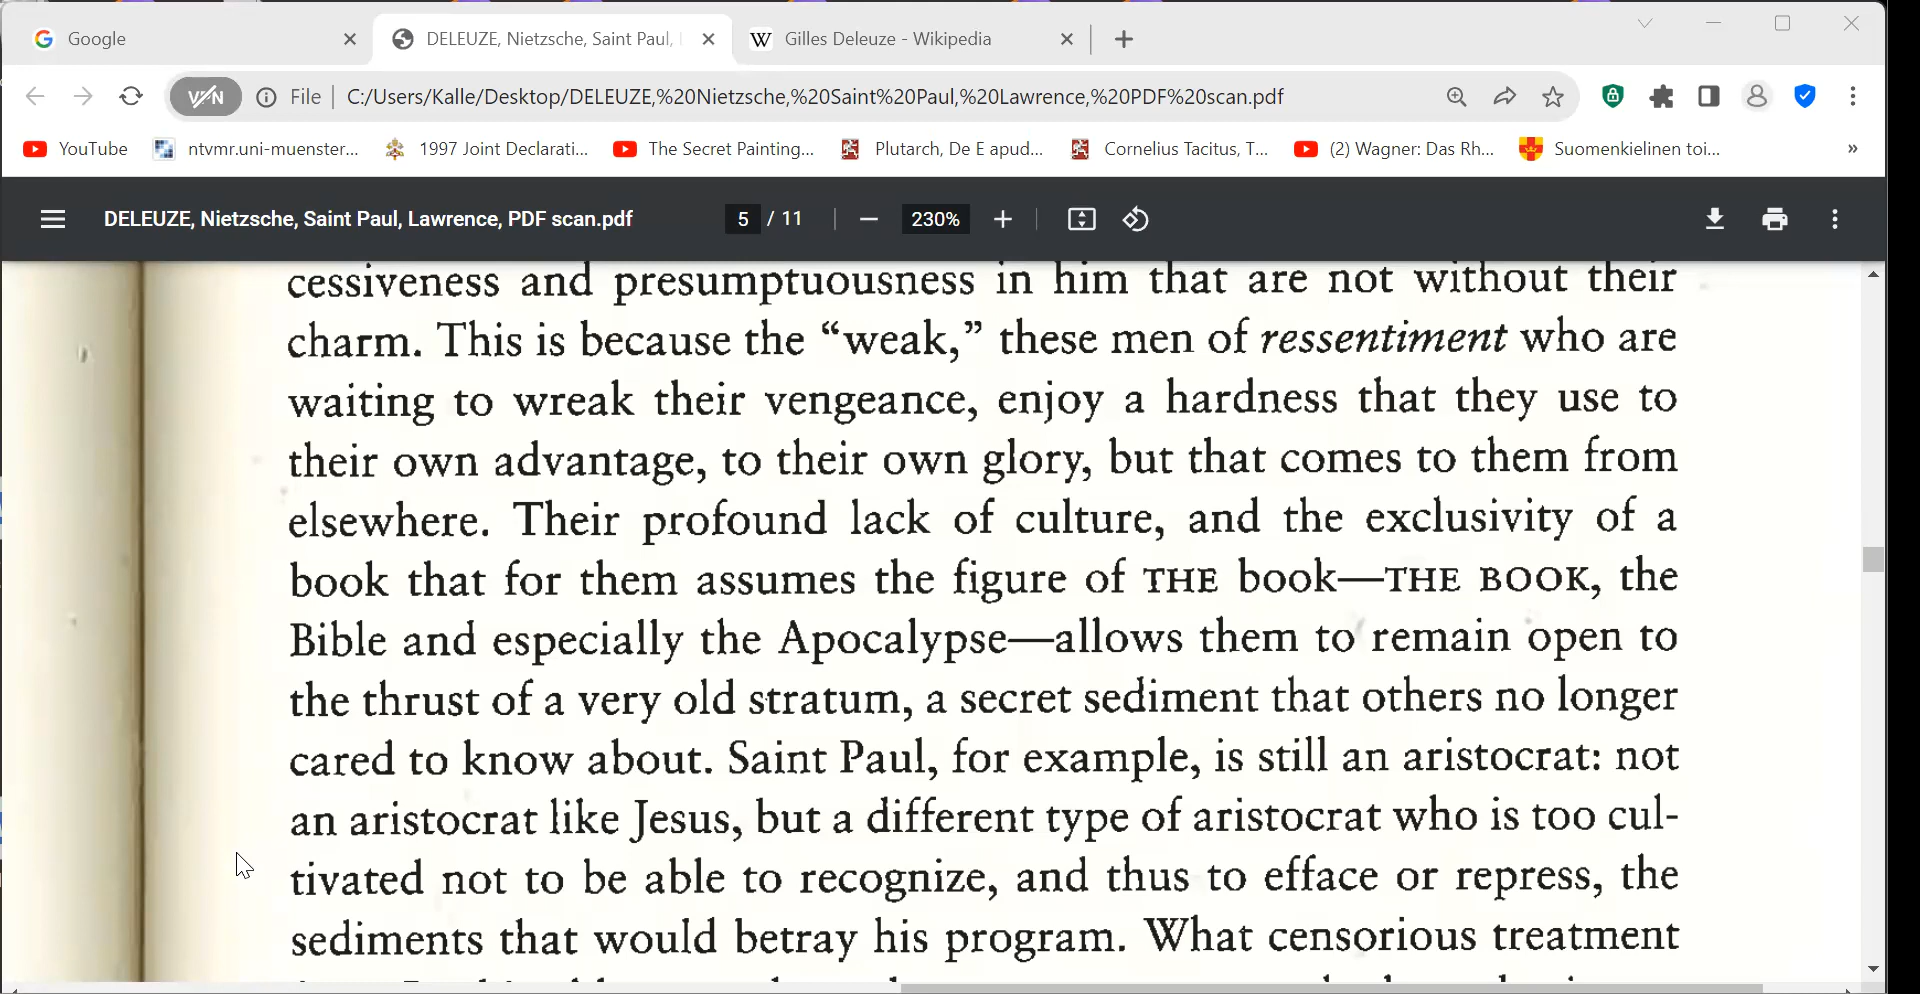 Google
DELEUZE, Nietzsche, Saint Paul,
W Gilles Deleuze - Wikipedia
VPN
File
C:/Users/Kalle/Desktop/DELEUZE,%20Nietzsche,%20Saint%20Paul,%20Lawrence,%20PDF%20scan.pdf
YouTube
ntvmr.uni-muenster...
1997 Joint Declarati...
The Secret Painting...
Plutarch, De E apud...
Cornelius Tacitus, T...
(2) Wagner: Das Rh...
Suomenkielinen toi...
»
DELEUZE, Nietzsche, Saint Paul, Lawrence, PDF scan.pdf
5 / 11
230%
cessiveness and presumptuousness in him that are not without their
charm. This is because the “weak,” these men of ressentiment who are
waiting to wreak their vengeance, enjoy a hardness that they use to
their own advantage, to their own glory, but that comes to them from
elsewhere. Their profound lack of culture, and the exclusivity of a
book that for them assumes the figure of THE book—THE BOOK, the
Bible and especially the Apocalypse—allows them to remain open to
the thrust of a very old stratum, a secret sediment that others no longer
cared to know about. Saint Paul, for example, is still an aristocrat: not
an aristocrat like Jesus, but a different type of aristocrat who is too cul-
tivated not to be able to recognize, and thus to efface or repress, the
sediments that would betray his program. What censorious treatment